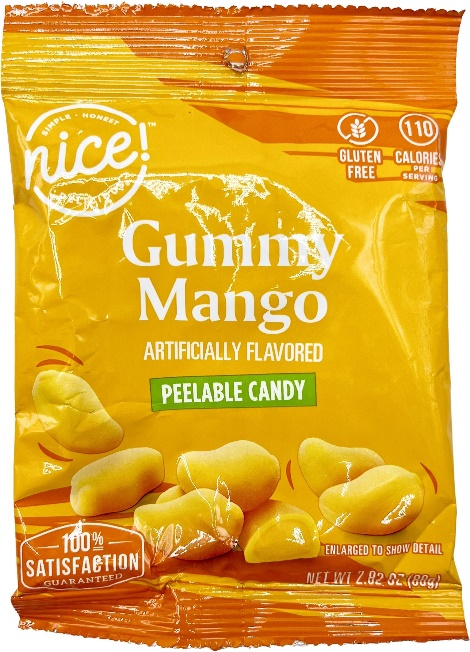 SIMPLE · HONEST
nice!™
GLUTEN
FREE
110
CALORIES
PER
SERVING
Gummy
Mango
ARTIFICIALLY FLAVORED
PEELABLE CANDY
ENLARGED TO SHOW DETAIL
100%
SATISFACTION
GUARANTEED
NET WT 2.82 OZ (80g)